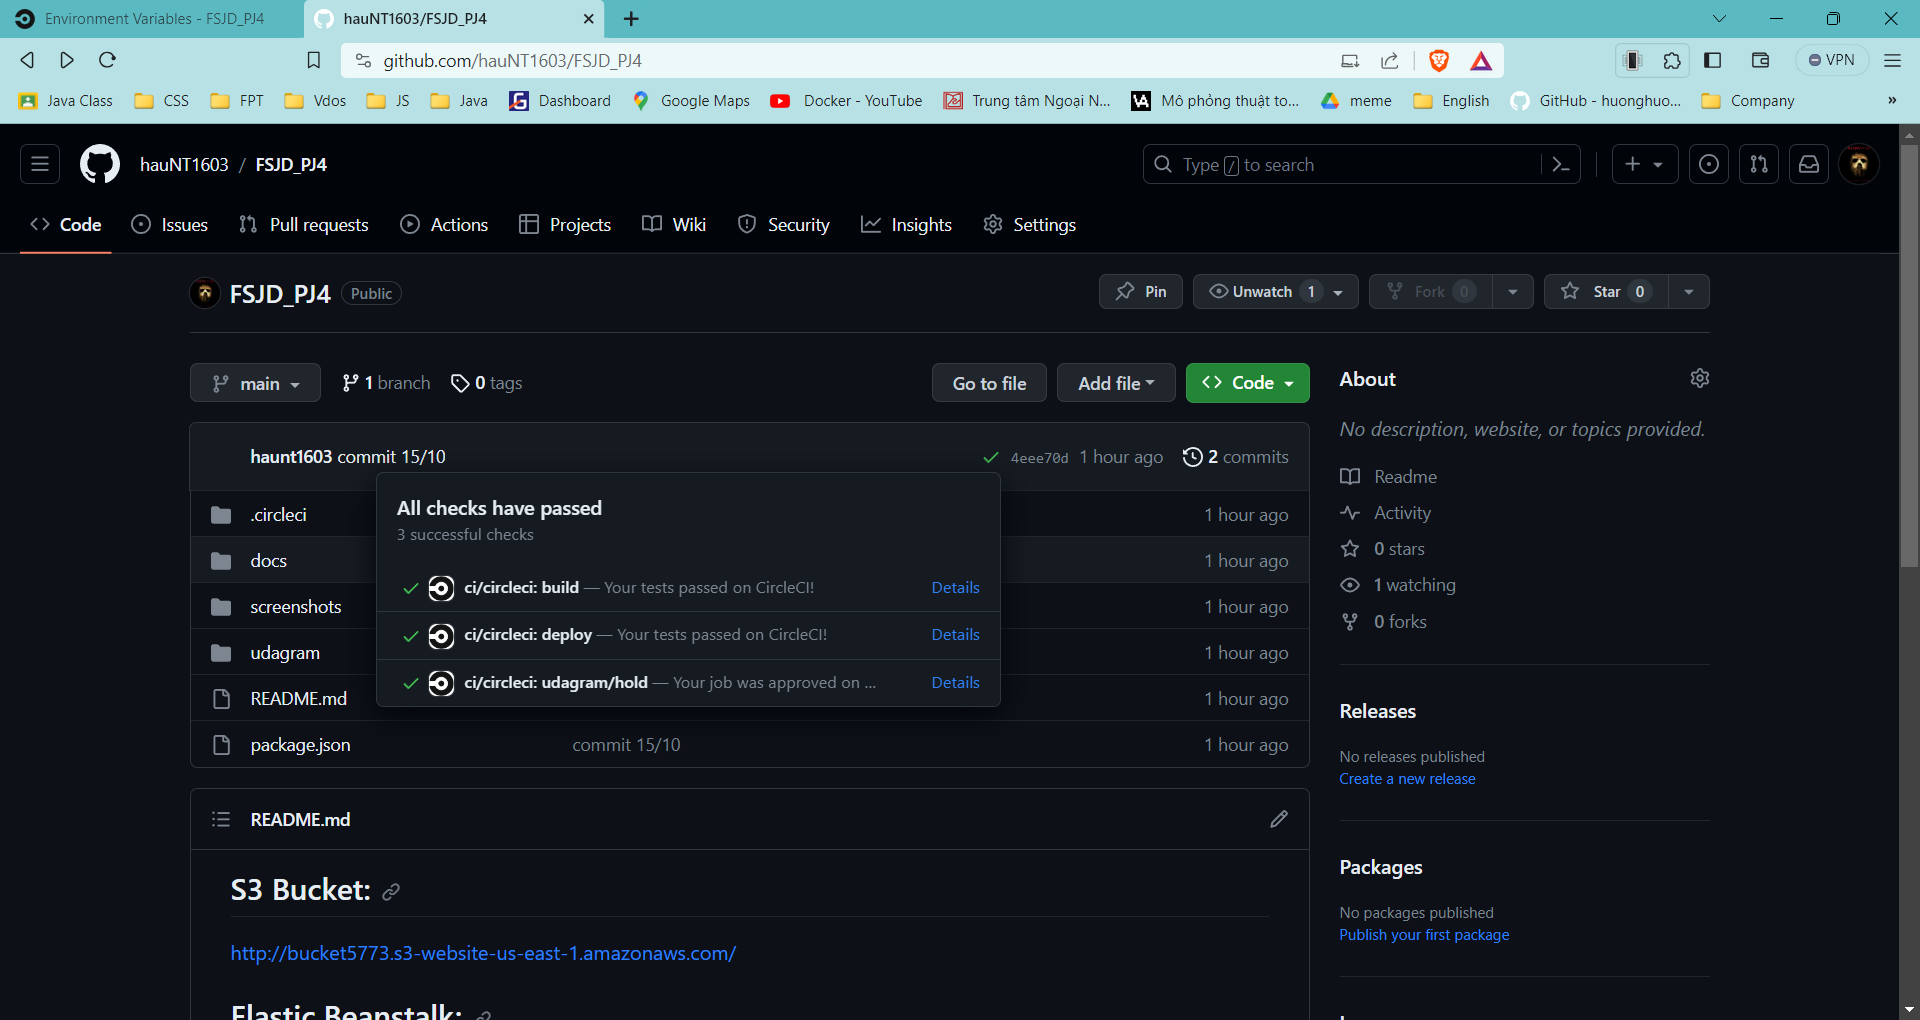 Environment Variables - FSJD_PJ4
hauNT1603/FSJD_PJ4
github.com/hauNT1603/FSJD_PJ4
VPN
Java Class
CSS
FPT
Vdos
JS
Java
Dashboard
Google Maps
Docker - YouTube
Trung tâm Ngoại N...
Mô phỏng thuật to...
meme
English
GitHub - huonghuo...
Company
»
hauNT1603 / FSJD_PJ4
Type / to search
Code
Issues
Pull requests
Actions
Projects
Wiki
Security
Insights
Settings
FSJD_PJ4
Public
Pin
Unwatch 1
Fork 0
Star 0
main
1 branch
0 tags
Go to file
Add file
Code
haunt1603 commit 15/10
4eee70d 1 hour ago
2 commits
All checks have passed
3 successful checks
ci/circleci: build — Your tests passed on CircleCI! Details
ci/circleci: deploy — Your tests passed on CircleCI! Details
ci/circleci: udagram/hold — Your job was approved on ... Details
.circleci 1 hour ago
docs 1 hour ago
screenshots 1 hour ago
udagram 1 hour ago
README.md 1 hour ago
package.json commit 15/10 1 hour ago
README.md
S3 Bucket:
http://bucket5773.s3-website-us-east-1.amazonaws.com/
Elastic Beanstalk:
About
No description, website, or topics provided.
Readme
Activity
0 stars
1 watching
0 forks
Releases
No releases published
Create a new release
Packages
No packages published
Publish your first package